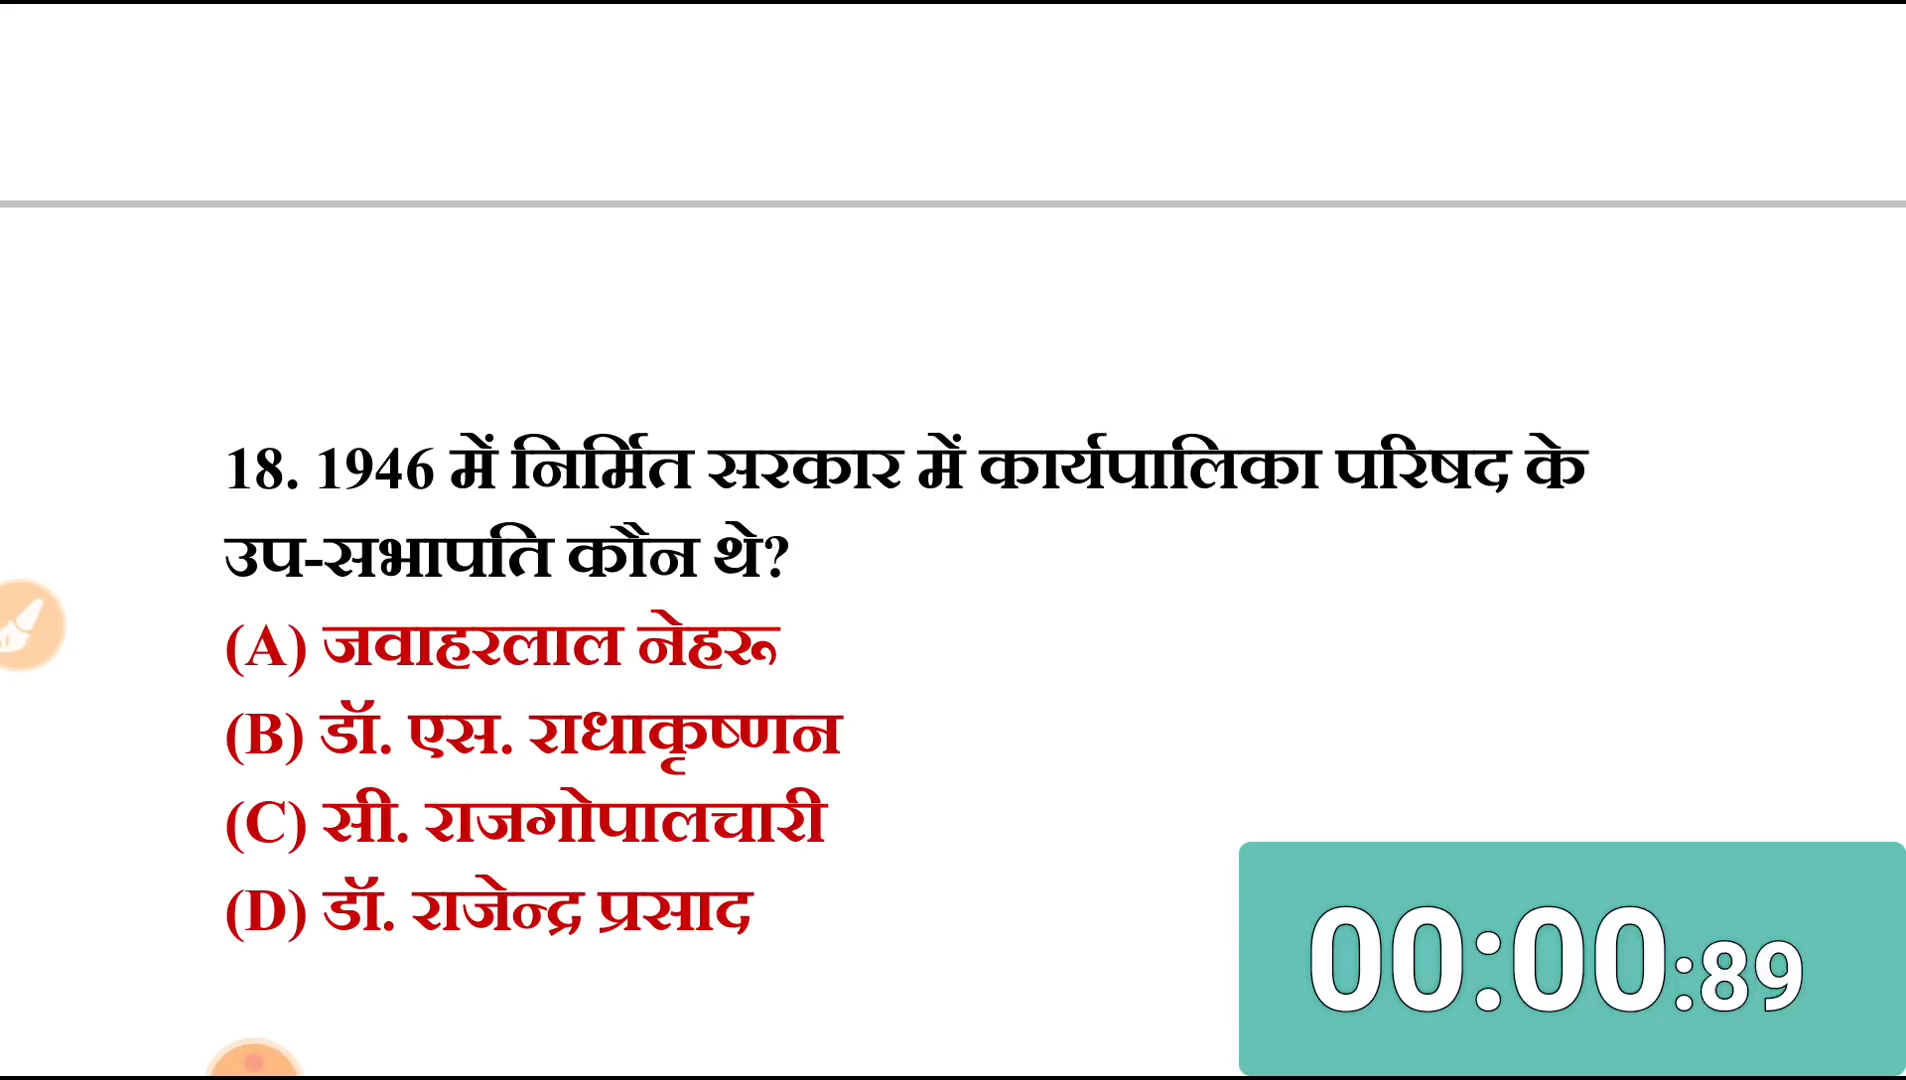 18. 1946 में निर्मित सरकार में कार्यपालिका परिषद के
उप-सभापति कौन थे?
(A) जवाहरलाल नेहरू
(B) डॉ. एस. राधाकृष्णन
(C) सी. राजगोपालचारी
(D) डॉ. राजेन्द्र प्रसाद
00:00:89